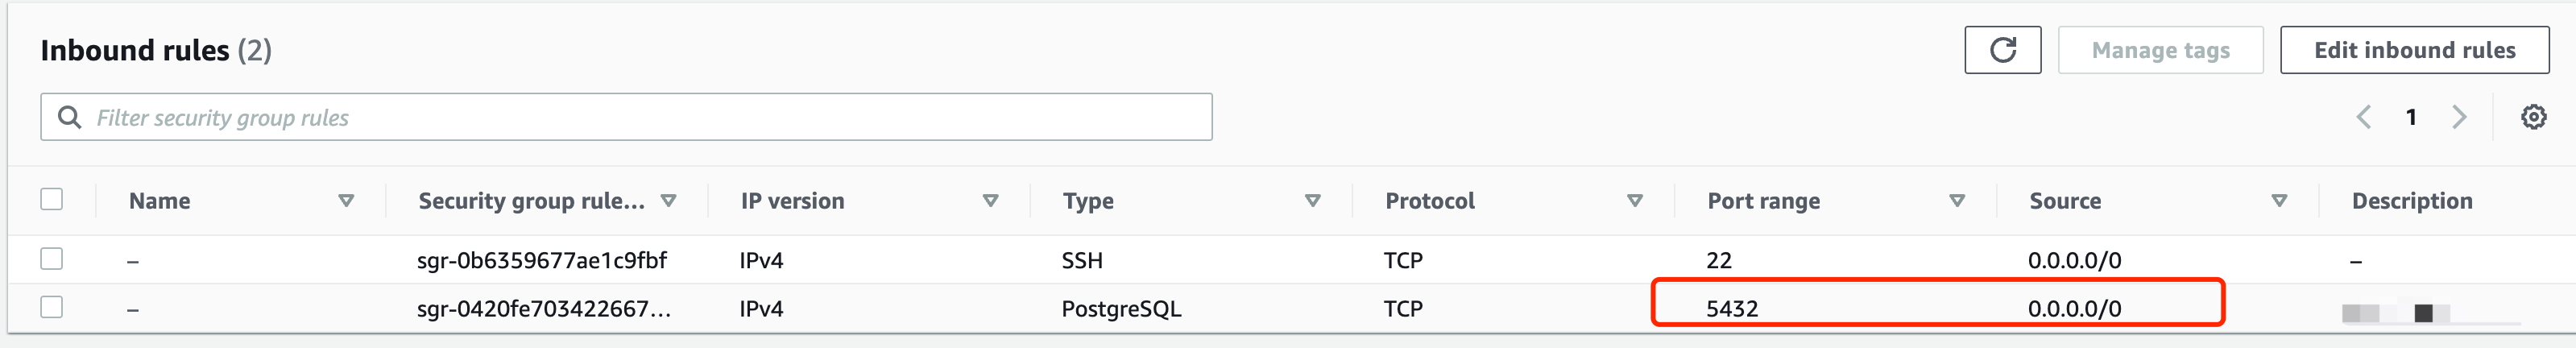 Inbound rules (2)
Manage tags
Edit inbound rules
Filter security group rules
1
Name Security group rule... IP version Type Protocol Port range Source Description
– sgr-0b6359677ae1c9fbf IPv4 SSH TCP 22 0.0.0.0/0 –
– sgr-0420fe703422667... IPv4 PostgreSQL TCP 5432 0.0.0.0/0